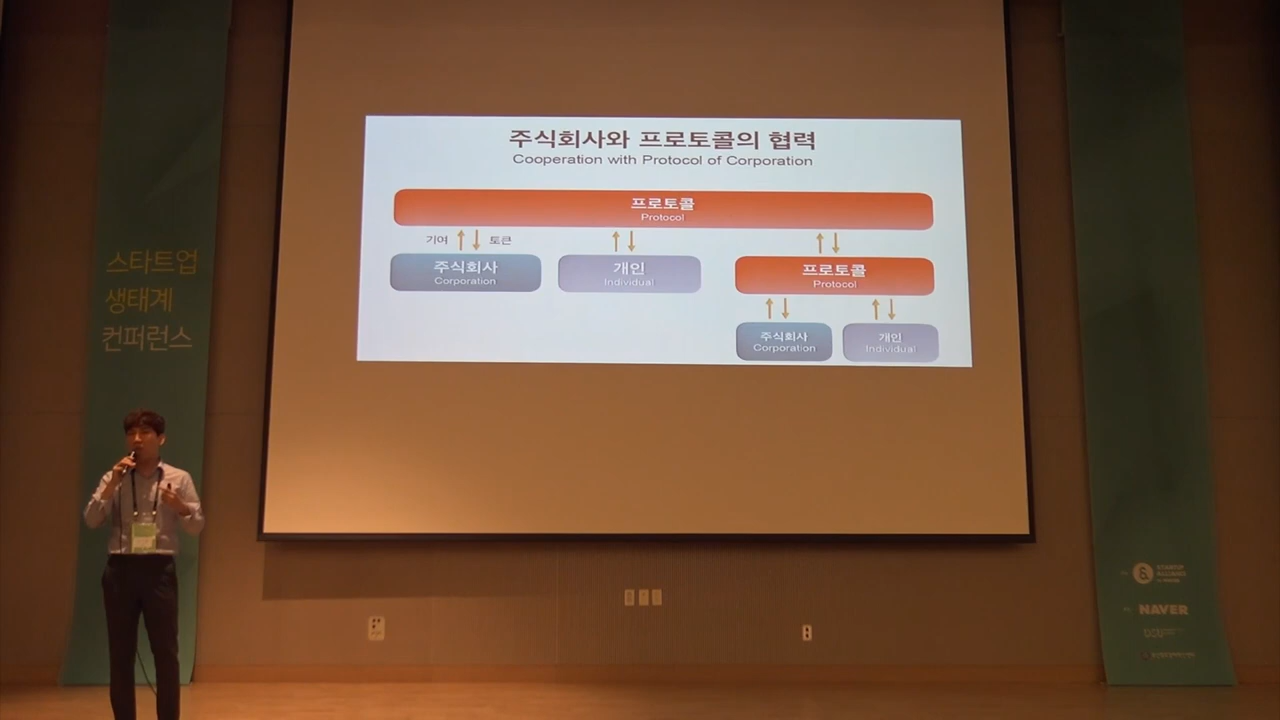 주식회사와 프로토콜의 협력
Cooperation with Protocol of Corporation
프로토콜
Protocol
기여 토큰
주식회사
Corporation
개인
Individual
프로토콜
Protocol
주식회사
Corporation
개인
Individual
스타트업
생태계
컨퍼런스
&
STARTUP
ALLIANCE
NAVER